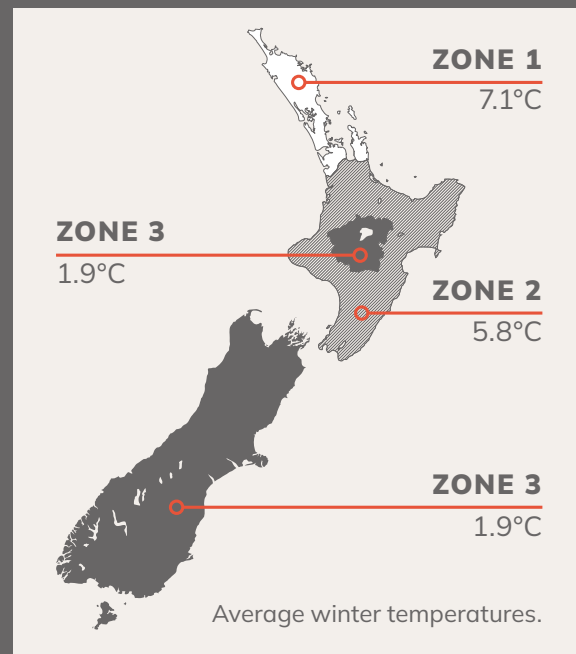 ZONE 1
7.1°C
ZONE 3
1.9°C
ZONE 2
5.8°C
ZONE 3
1.9°C
Average winter temperatures.